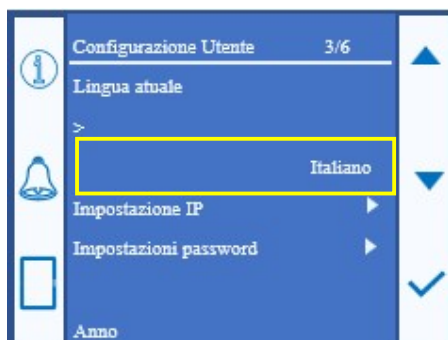 Configurazione Utente 3/6
Lingua atuale
>
Italiano
Impostazione IP
Impostazioni password
Anno